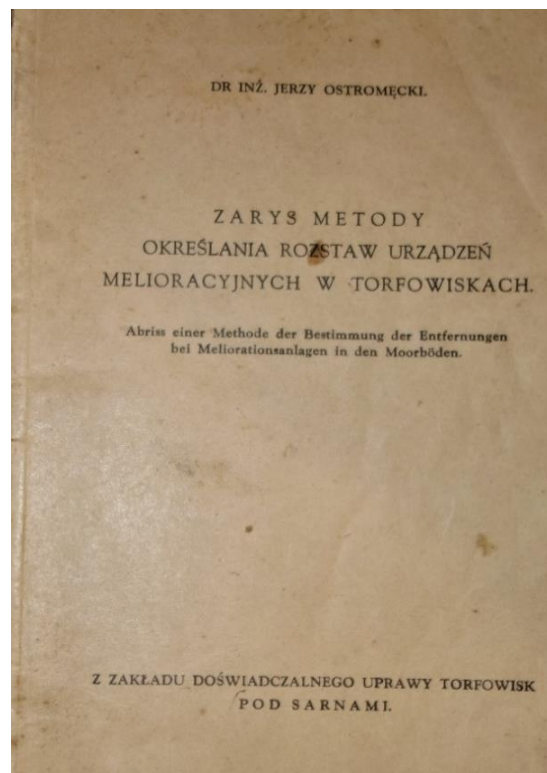 DR INŻ. JERZY OSTROMĘCKI.
ZARYS METODY
OKREŚLANIA ROZSTAW URZĄDZEŃ
MELIORACYJNYCH W TORFOWISKACH.
Abriss einer Methode der Bestimmung der Entfernungen
bei Meliorationsanlagen in den Moorböden.
Z ZAKŁADU DOŚWIADCZALNEGO UPRAWY TORFOWISK
POD SARNAMI.